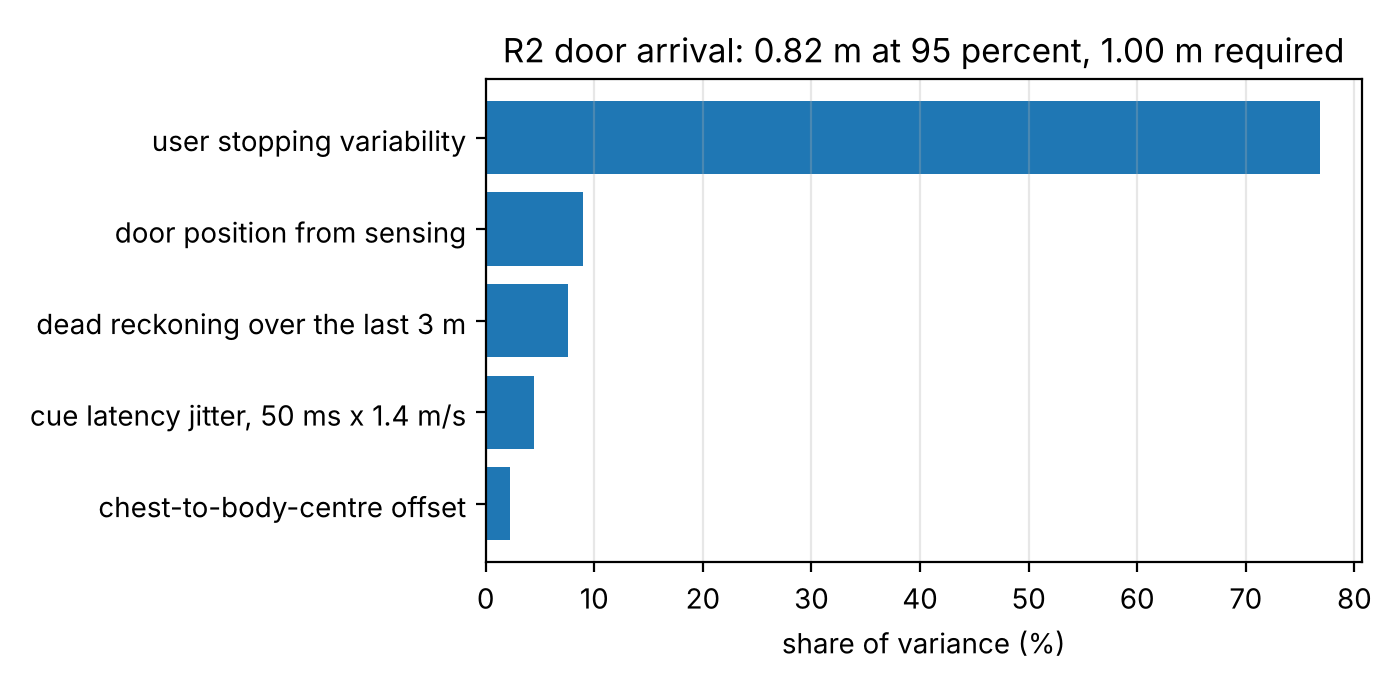 R2 door arrival: 0.82 m at 95 percent, 1.00 m required
user stopping variability
door position from sensing
dead reckoning over the last 3 m
cue latency jitter, 50 ms x 1.4 m/s
chest-to-body-centre offset
0 10 20 30 40 50 60 70 80
share of variance (%)